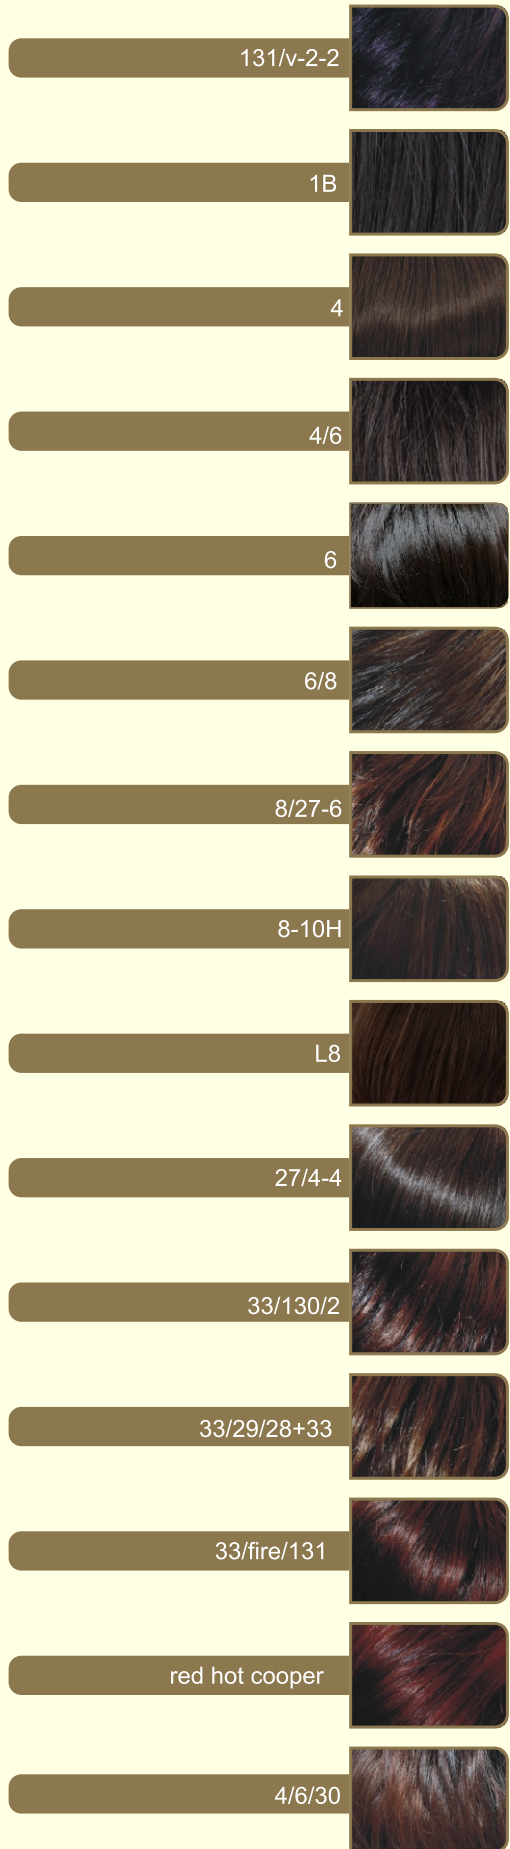 131/v-2-2
1B
4
4/6
6
6/8
8/27-6
8-10H
L8
27/4-4
33/130/2
33/29/28+33
33/fire/131
red hot cooper
4/6/30